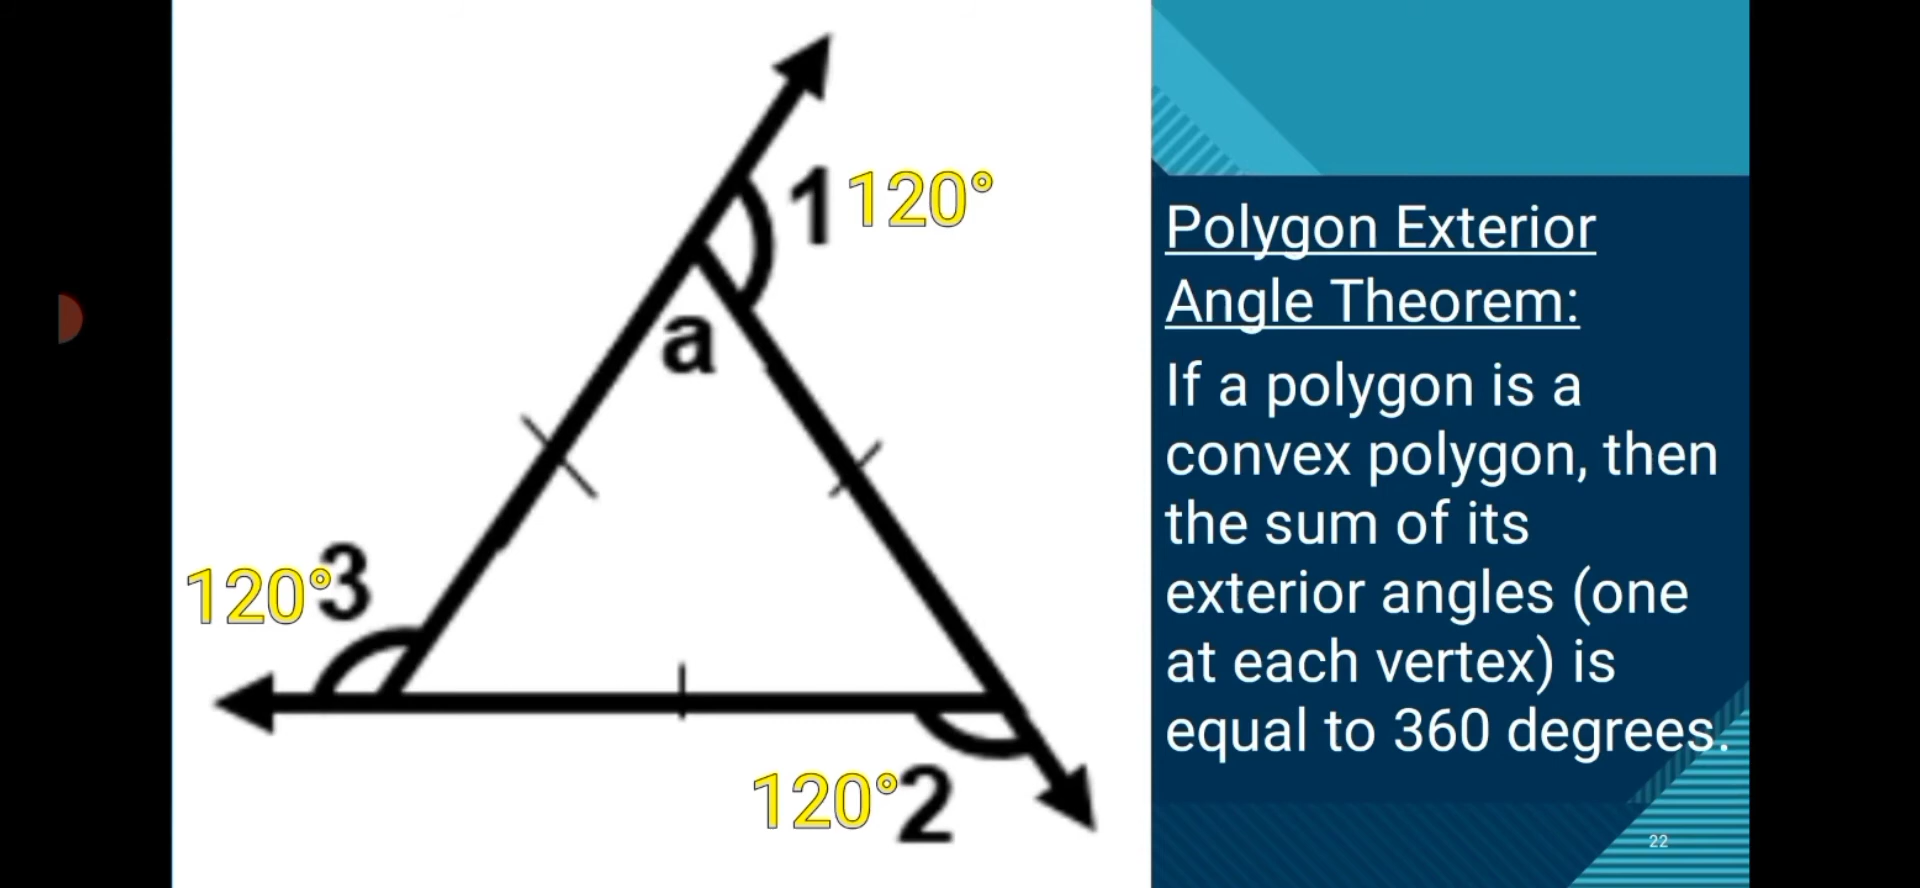 1 120°
a
120° 3
120° 2
Polygon Exterior
Angle Theorem:
If a polygon is a
convex polygon, then
the sum of its
exterior angles (one
at each vertex) is
equal to 360 degrees.
22